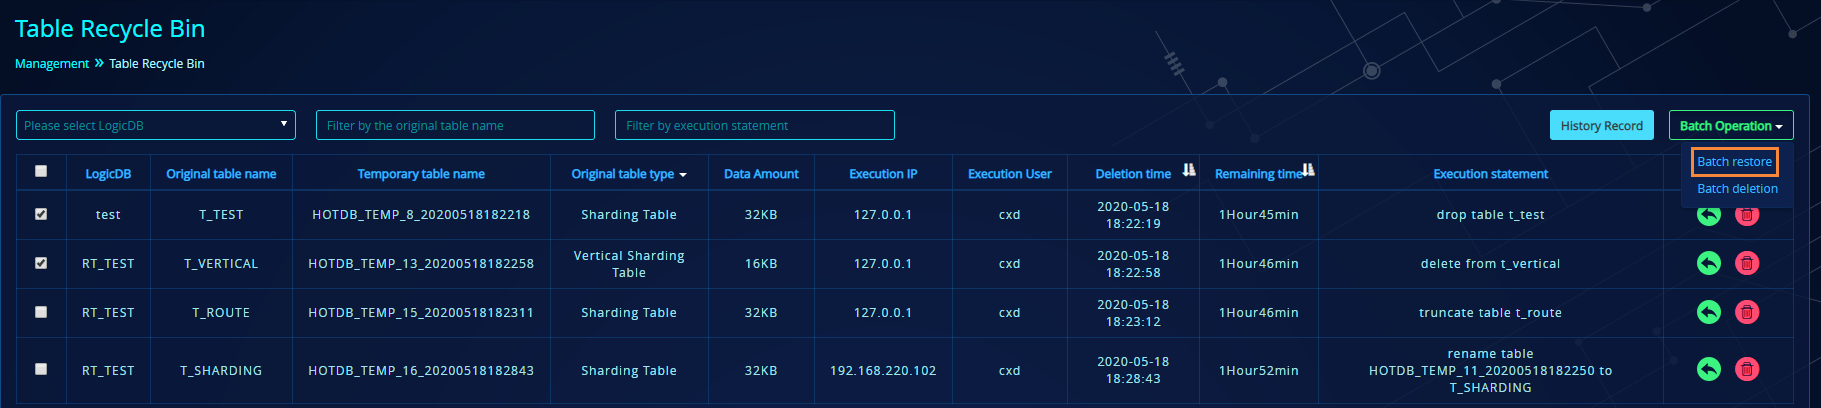 Table Recycle Bin
Management » Table Recycle Bin
Please select LogicDB Filter by the original table name Filter by execution statement History Record Batch Operation
Batch restore
Batch deletion
LogicDB Original table name Temporary table name Original table type Data Amount Execution IP Execution User Deletion time Remaining time Execution statement
test T_TEST HOTDB_TEMP_8_20200518182218 Sharding Table 32KB 127.0.0.1 cxd 2020-05-18 1Hour45min drop table t_test
18:22:19
RT_TEST T_VERTICAL HOTDB_TEMP_13_20200518182258 Vertical Sharding 16KB 127.0.0.1 cxd 2020-05-18 1Hour46min delete from t_vertical
Table 18:22:58
RT_TEST T_ROUTE HOTDB_TEMP_15_20200518182311 Sharding Table 32KB 127.0.0.1 cxd 2020-05-18 1Hour46min truncate table t_route
18:23:12
RT_TEST T_SHARDING HOTDB_TEMP_16_20200518182843 Sharding Table 32KB 192.168.220.102 cxd 2020-05-18 1Hour52min rename table
18:28:43 HOTDB_TEMP_11_20200518182250 to
T_SHARDING